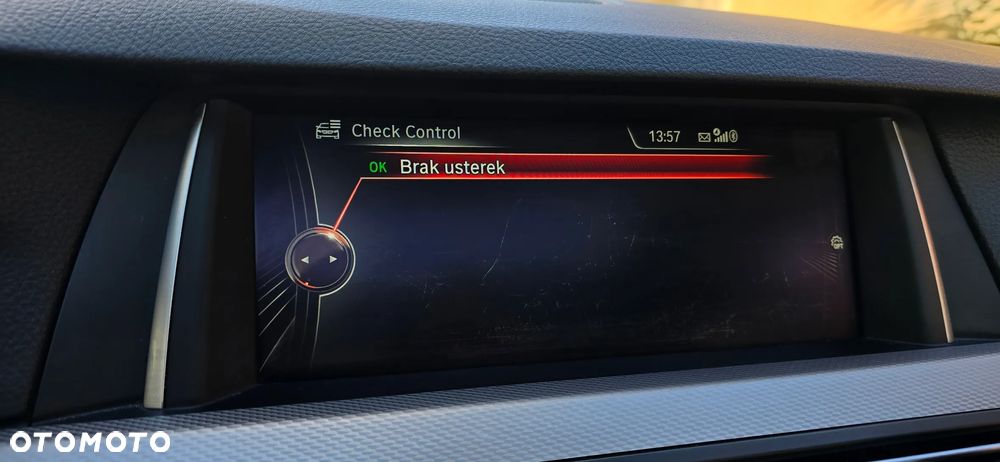 Check Control
13:57
OK Brak usterek
OTOMOTO